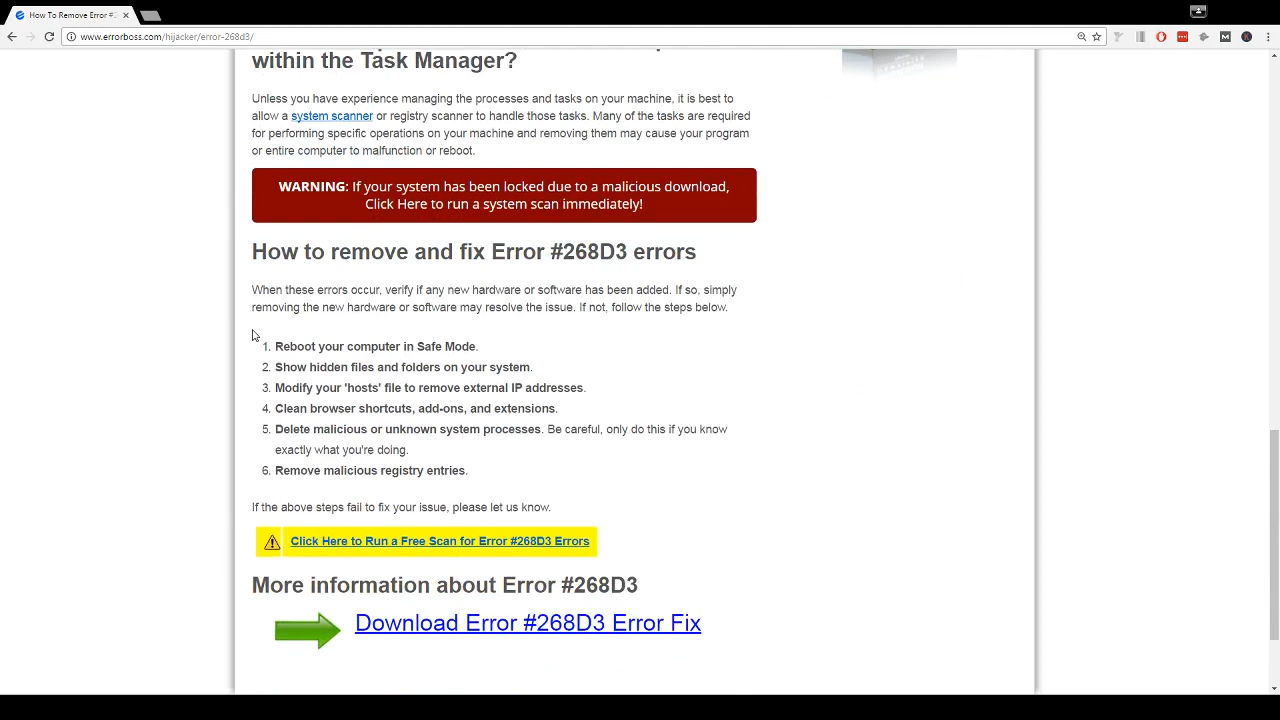 How To Remove Error #2
www.errorboss.com/hijacker/error-268d3/
within the Task Manager?
Unless you have experience managing the processes and tasks on your machine, it is best to
allow a system scanner or registry scanner to handle those tasks. Many of the tasks are required
for performing specific operations on your machine and removing them may cause your program
or entire computer to malfunction or reboot.
WARNING: If your system has been locked due to a malicious download,
Click Here to run a system scan immediately!
How to remove and fix Error #268D3 errors
When these errors occur, verify if any new hardware or software has been added. If so, simply
removing the new hardware or software may resolve the issue. If not, follow the steps below.
1. Reboot your computer in Safe Mode.
2. Show hidden files and folders on your system.
3. Modify your 'hosts' file to remove external IP addresses.
4. Clean browser shortcuts, add-ons, and extensions.
5. Delete malicious or unknown system processes. Be careful, only do this if you know
exactly what you're doing.
6. Remove malicious registry entries.
If the above steps fail to fix your issue, please let us know.
Click Here to Run a Free Scan for Error #268D3 Errors
More information about Error #268D3
Download Error #268D3 Error Fix